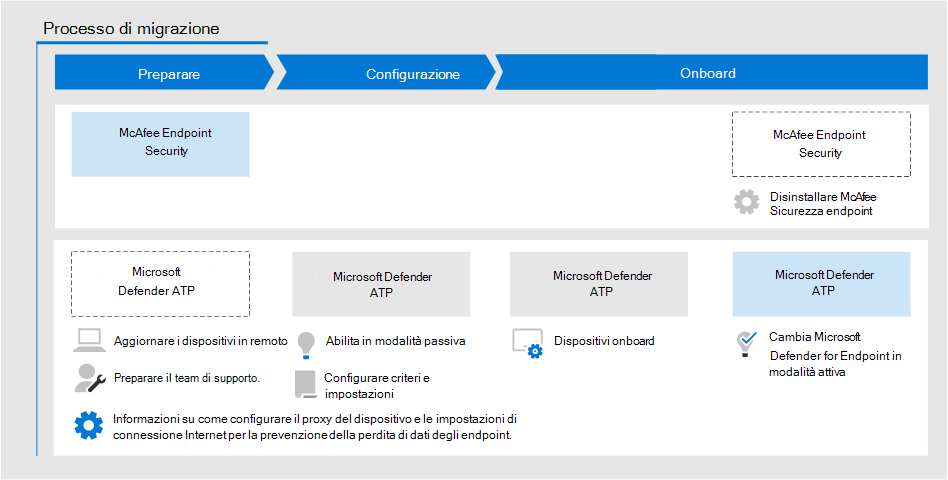 Processo di migrazione
Preparare
Configurazione
Onboard
McAfee Endpoint
Security
McAfee Endpoint
Security
Disinstallare McAfee
Sicurezza endpoint
Microsoft
Defender ATP
Microsoft Defender
ATP
Microsoft Defender
ATP
Microsoft Defender
ATP
Aggiornare i dispositivi in remoto
Abilita in modalità passiva
Dispositivi onboard
Cambia Microsoft
Defender for Endpoint in
modalità attiva
Preparare il team di supporto.
Configurare criteri e
impostazioni
Informazioni su come configurare il proxy del dispositivo e le impostazioni di
connessione Internet per la prevenzione della perdita di dati degli endpoint.